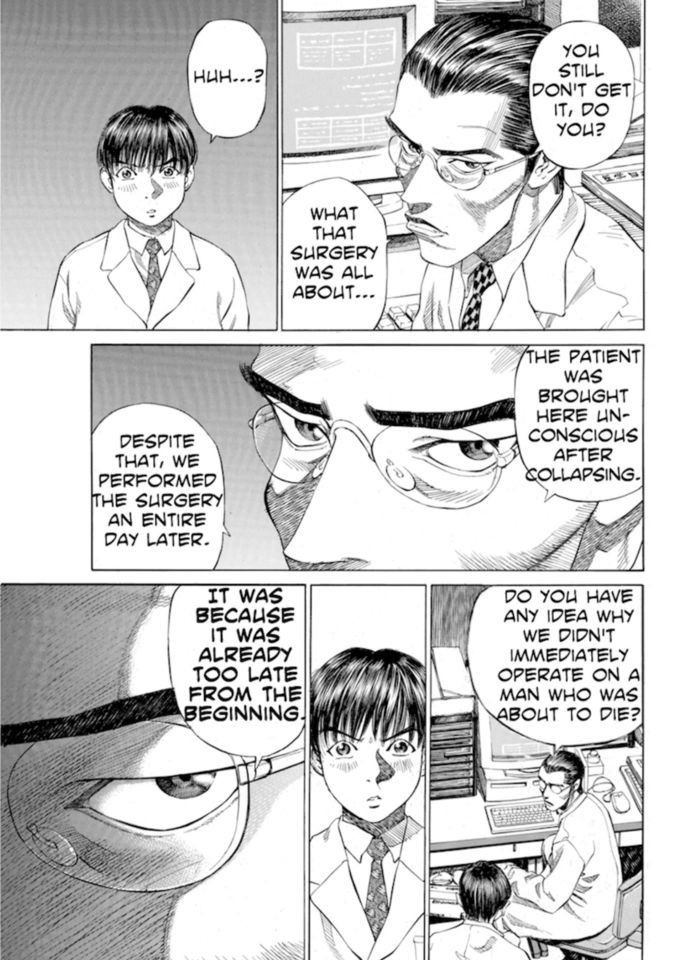 YOU
STILL
DON'T GET
IT, DO
YOU?
WHAT
THAT
SURGERY
WAS ALL
ABOUT...
HUH...?
THE PATIENT
WAS
BROUGHT
HERE UN-
CONSCIOUS
AFTER
COLLAPSING.
DESPITE
THAT, WE
PERFORMED
THE SURGERY
AN ENTIRE
DAY LATER.
DO YOU HAVE
ANY IDEA WHY
WE DIDN'T
IMMEDIATELY
OPERATE ON A
MAN WHO WAS
ABOUT TO DIE?
IT WAS
BECAUSE
IT WAS
ALREADY
TOO LATE
FROM THE
BEGINNING.